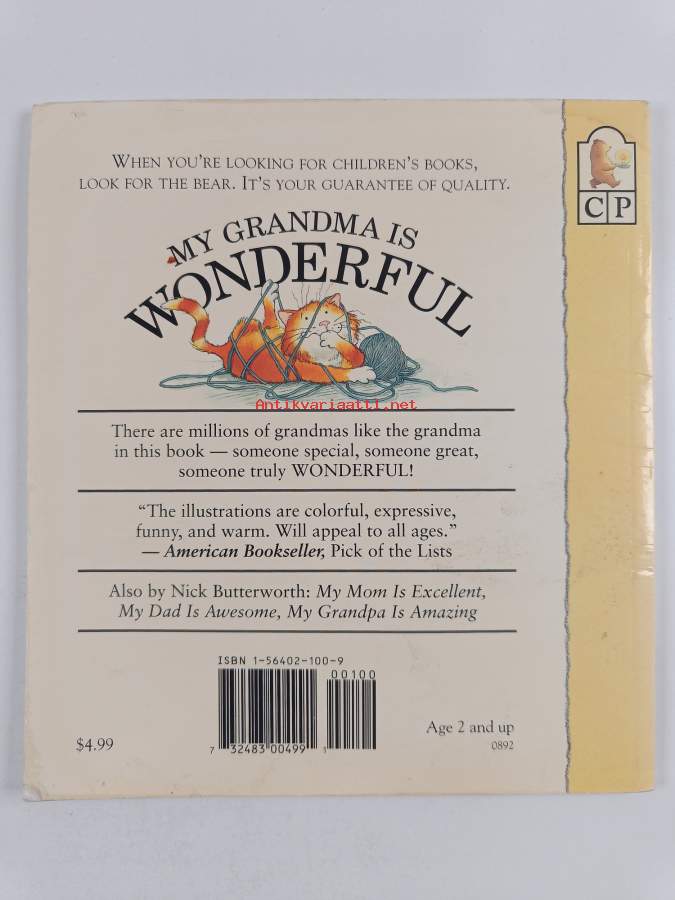 WHEN YOU'RE LOOKING FOR CHILDREN'S BOOKS,
LOOK FOR THE BEAR. IT'S YOUR GUARANTEE OF QUALITY.
C P
MY GRANDMA IS
WONDERFUL
Antikvariaatti.net
There are millions of grandmas like the grandma
in this book — someone special, someone great,
someone truly WONDERFUL!
“The illustrations are colorful, expressive,
funny, and warm. Will appeal to all ages.”
— American Bookseller, Pick of the Lists
Also by Nick Butterworth: My Mom Is Excellent,
My Dad Is Awesome, My Grandpa Is Amazing
ISBN 1-56402-100-9
00100
$4.99
7 32483 00499 1
Age 2 and up
0892